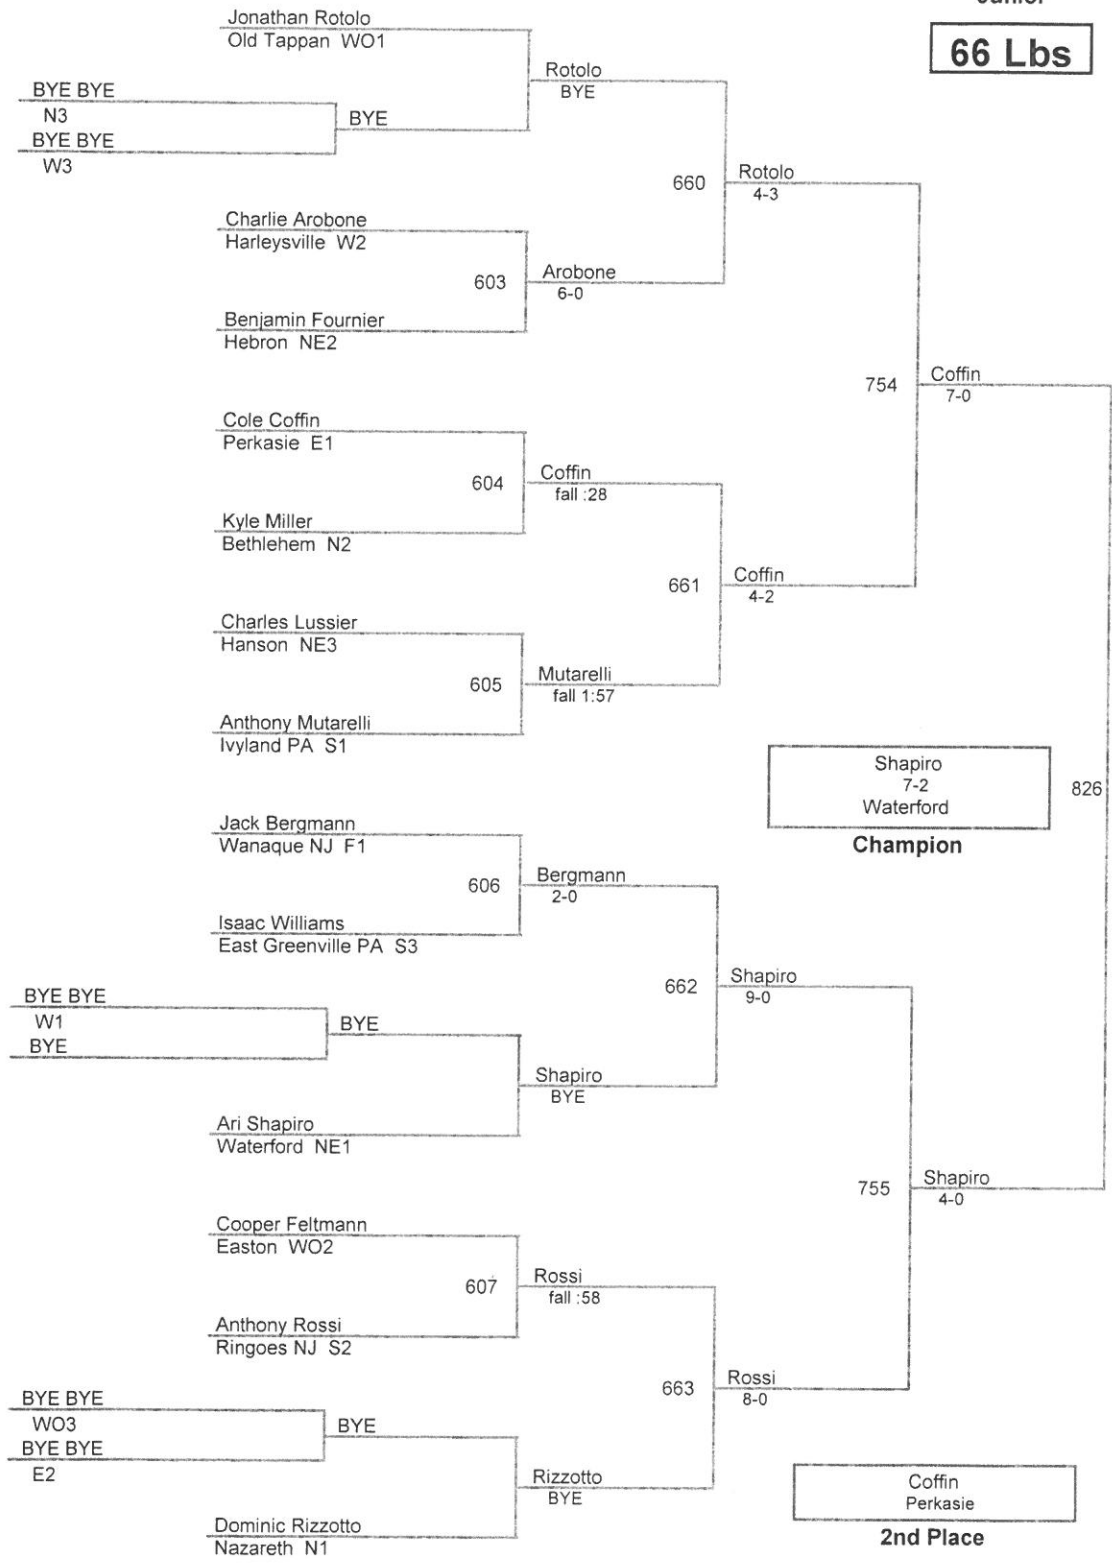 Junior
66 Lbs
Jonathan Rotolo
Old Tappan WO1
Rotolo
BYE
BYE BYE
N3
BYE
BYE BYE
W3
660
Rotolo
4-3
Charlie Arobone
Harleysville W2
603
Arobone
6-0
Benjamin Fournier
Hebron NE2
754
Coffin
7-0
Cole Coffin
Perkasie E1
604
Coffin
fall :28
Kyle Miller
Bethlehem N2
661
Coffin
4-2
Charles Lussier
Hanson NE3
605
Mutarelli
fall 1:57
Anthony Mutarelli
Ivyland PA S1
Shapiro
7-2
Waterford
826
Champion
Jack Bergmann
Wanaque NJ F1
606
Bergmann
2-0
Isaac Williams
East Greenville PA S3
662
Shapiro
9-0
BYE BYE
W1
BYE
BYE
Shapiro
BYE
Ari Shapiro
Waterford NE1
755
Shapiro
4-0
Cooper Feltmann
Easton WO2
607
Rossi
fall :58
Anthony Rossi
Ringoes NJ S2
663
Rossi
8-0
BYE BYE
WO3
BYE
BYE BYE
E2
Rizzotto
BYE
Dominic Rizzotto
Nazareth N1
Coffin
Perkasie
2nd Place